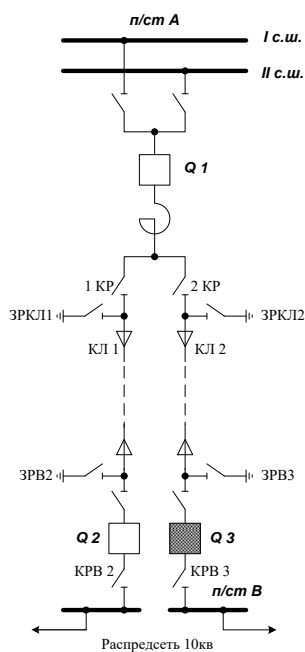 п/ст А
I с.ш.
II с.ш.
Q 1
1 КР
2 КР
ЗРКЛ1
ЗРКЛ2
КЛ 1
КЛ 2
ЗРВ2
ЗРВ3
Q 2
Q 3
КРВ 2
КРВ 3
п/ст В
Распредсеть 10кв